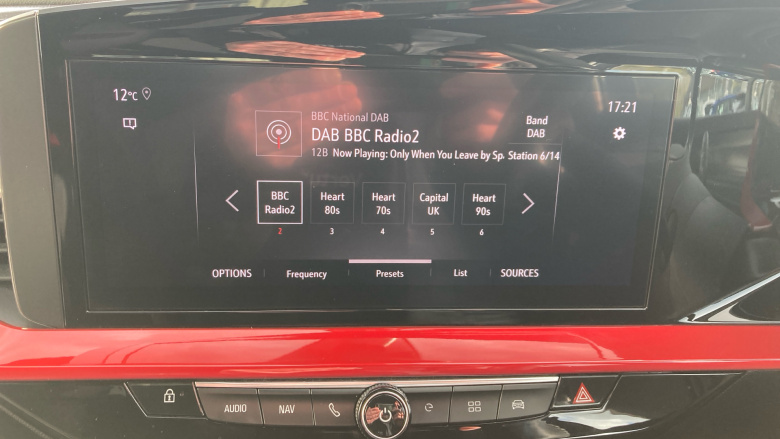 12°C
17:21
BBC National DAB
DAB BBC Radio2
Band
DAB
12B Now Playing: Only When You Leave by Sp. Station 6/14
BBC Radio2
Heart 80s
Heart 70s
Capital UK
Heart 90s
2 3 4 5 6
OPTIONS Frequency Presets List SOURCES
AUDIO NAV